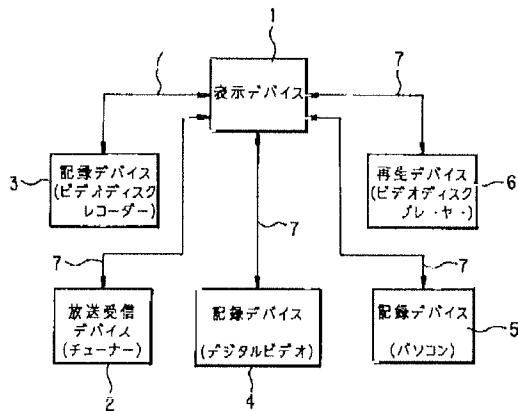 1
表示デバイス
7
3
記録デバイス
(ビデオディスク
レコーダー)
再生デバイス
(ビデオディスク
プレーヤー)
6
7
7
7
放送受信
デバイス
(チューナー)
2
記録デバイス
(デジタルビデオ)
4
記録デバイス
(パソコン)
5